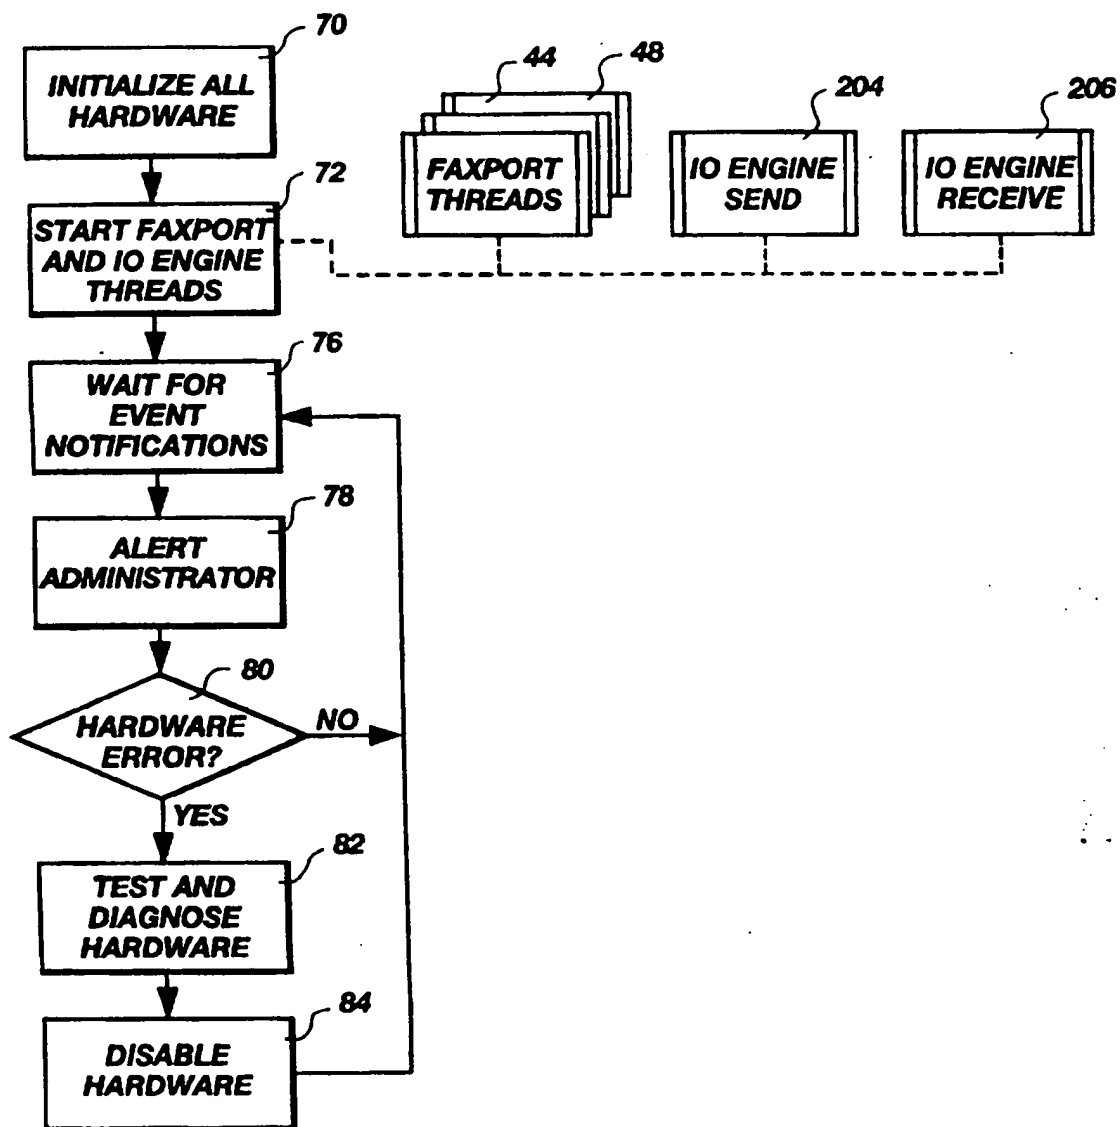 70
INITIALIZE ALL
HARDWARE
44
48
204
206
FAXPORT
THREADS
IO ENGINE
SEND
IO ENGINE
RECEIVE
72
START FAXPORT
AND IO ENGINE
THREADS
76
WAIT FOR
EVENT
NOTIFICATIONS
78
ALERT
ADMINISTRATOR
80
HARDWARE
ERROR?
NO
YES
82
TEST AND
DIAGNOSE
HARDWARE
84
DISABLE
HARDWARE